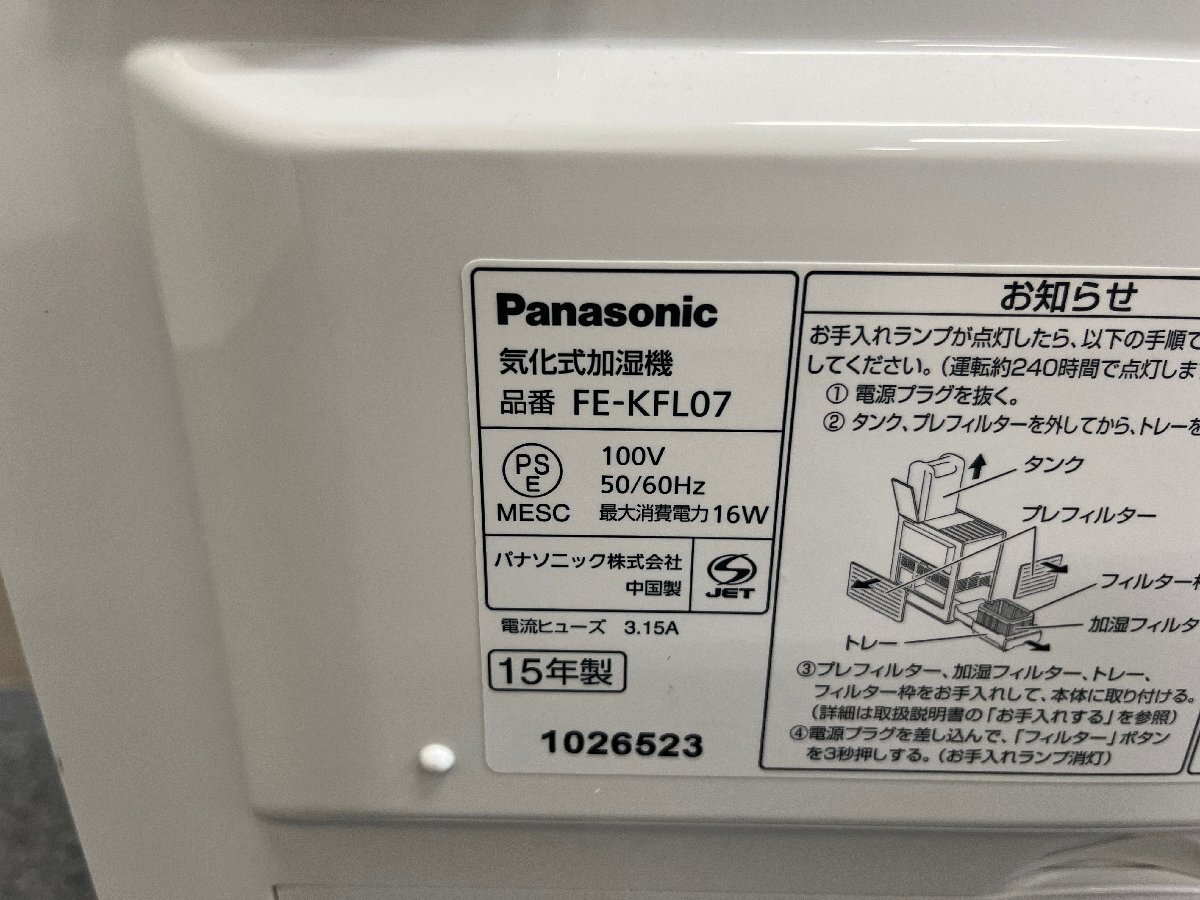 Panasonic
気化式加湿機
品番 FE-KFL07
PS
E
MESC
100V
50/60Hz
最大消費電力16W
パナソニック株式会社
中国製
S
JET
電流ヒューズ 3.15A
15年製
1026523
お知らせ
お手入れランプが点灯したら、以下の手順で
してください。(運転約240時間で点灯しま
① 電源プラグを抜く。
② タンク、プレフィルターを外してから、トレーを
タンク
プレフィルター
フィルター枠
加湿フィルタ
トレー
③プレフィルター、加湿フィルター、トレー、
フィルター枠をお手入れして、本体に取り付ける。
(詳細は取扱説明書の「お手入れする」を参照)
④電源プラグを差し込んで、「フィルター」ボタン
を3秒押しする。(お手入れランプ消灯)